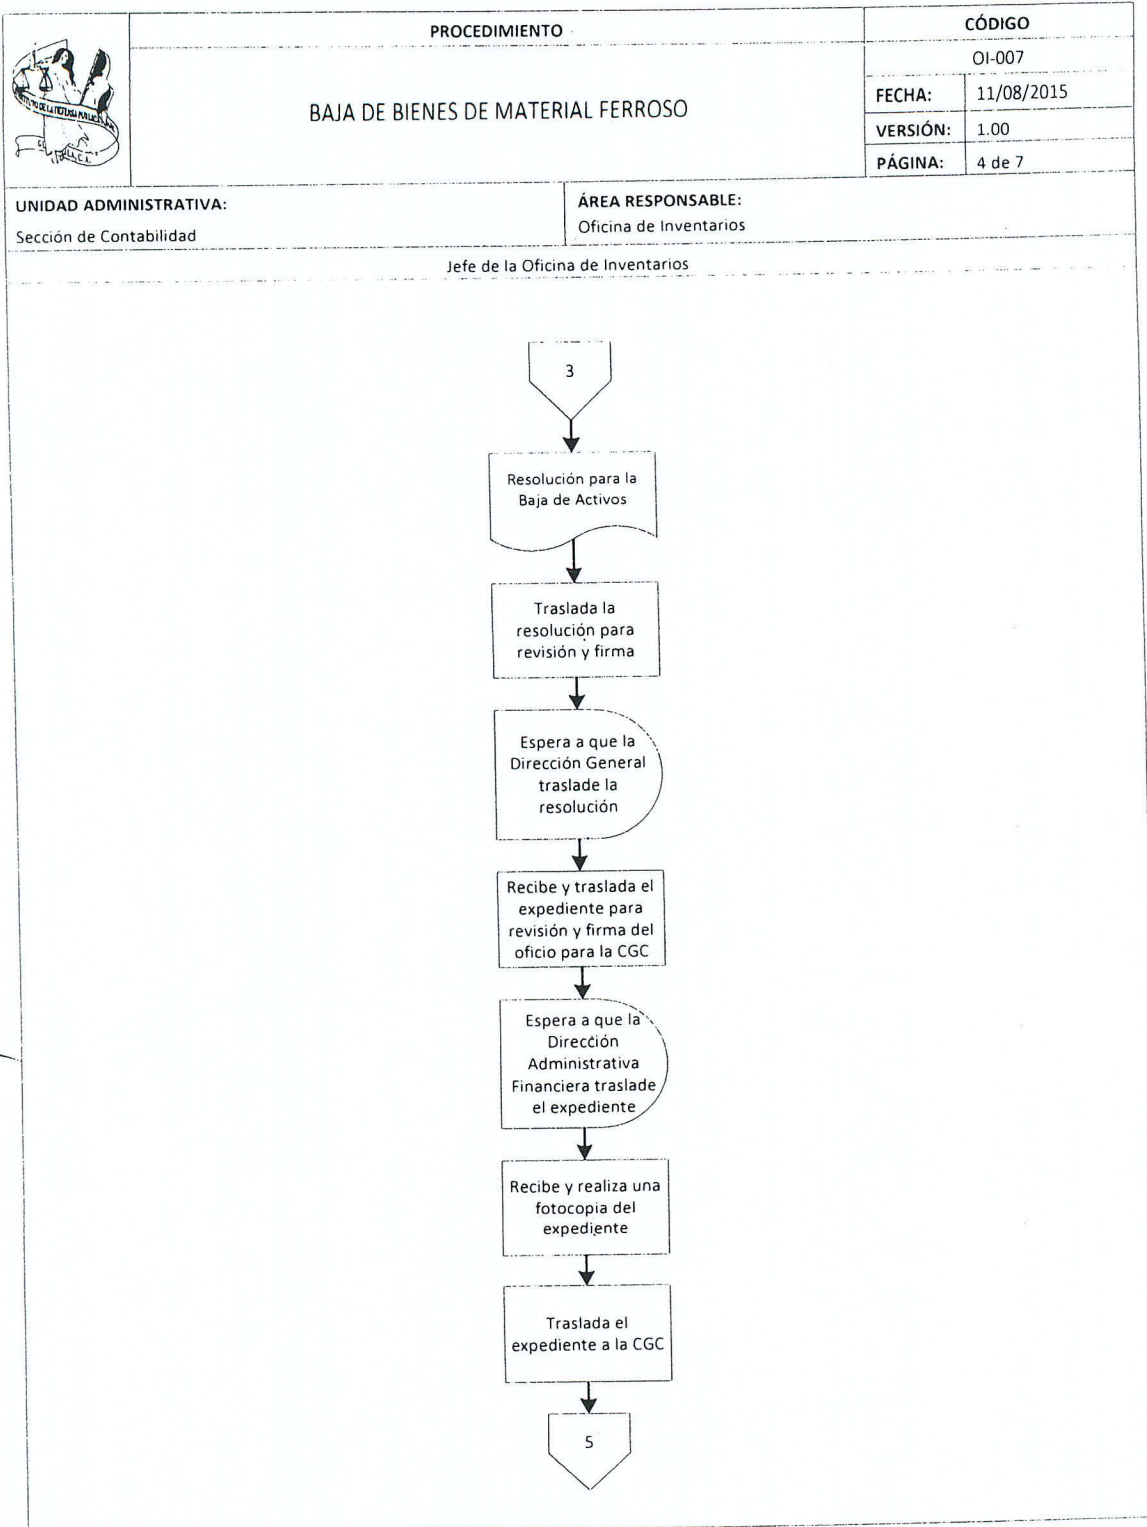 PROCEDIMIENTO
CÓDIGO
OI-007
BAJA DE BIENES DE MATERIAL FERROSO
FECHA: 11/08/2015
VERSIÓN: 1.00
PÁGINA: 4 de 7
UNIDAD ADMINISTRATIVA:
Sección de Contabilidad
ÁREA RESPONSABLE:
Oficina de Inventarios
Jefe de la Oficina de Inventarios
3
Resolución para la
Baja de Activos
Traslada la
resolución para
revisión y firma
Espera a que la
Dirección General
traslade la
resolución
Recibe y traslada el
expediente para
revisión y firma del
oficio para la CGC
Espera a que la
Dirección
Administrativa
Financiera traslade
el expediente
Recibe y realiza una
fotocopia del
expediente
Traslada el
expediente a la CGC
5